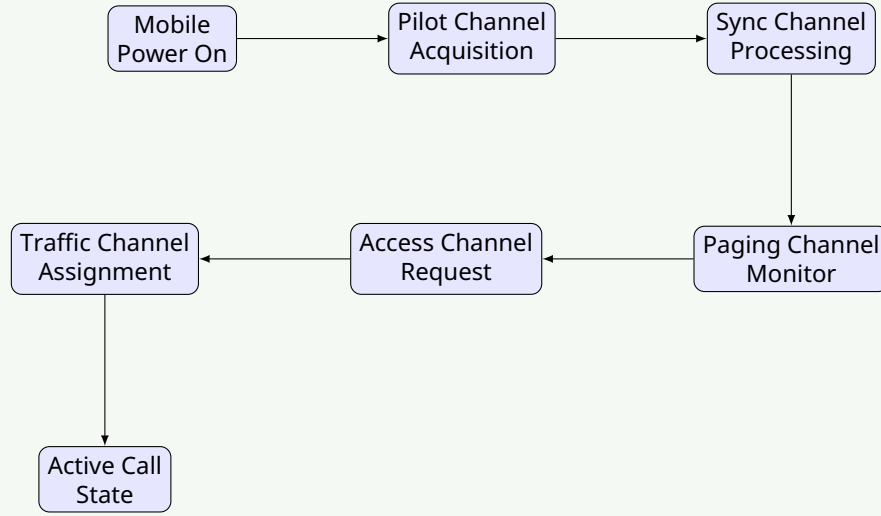 Mobile
Power On
Pilot Channel
Acquisition
Sync Channel
Processing
Traffic Channel
Assignment
Access Channel
Request
Paging Channel
Monitor
Active Call
State